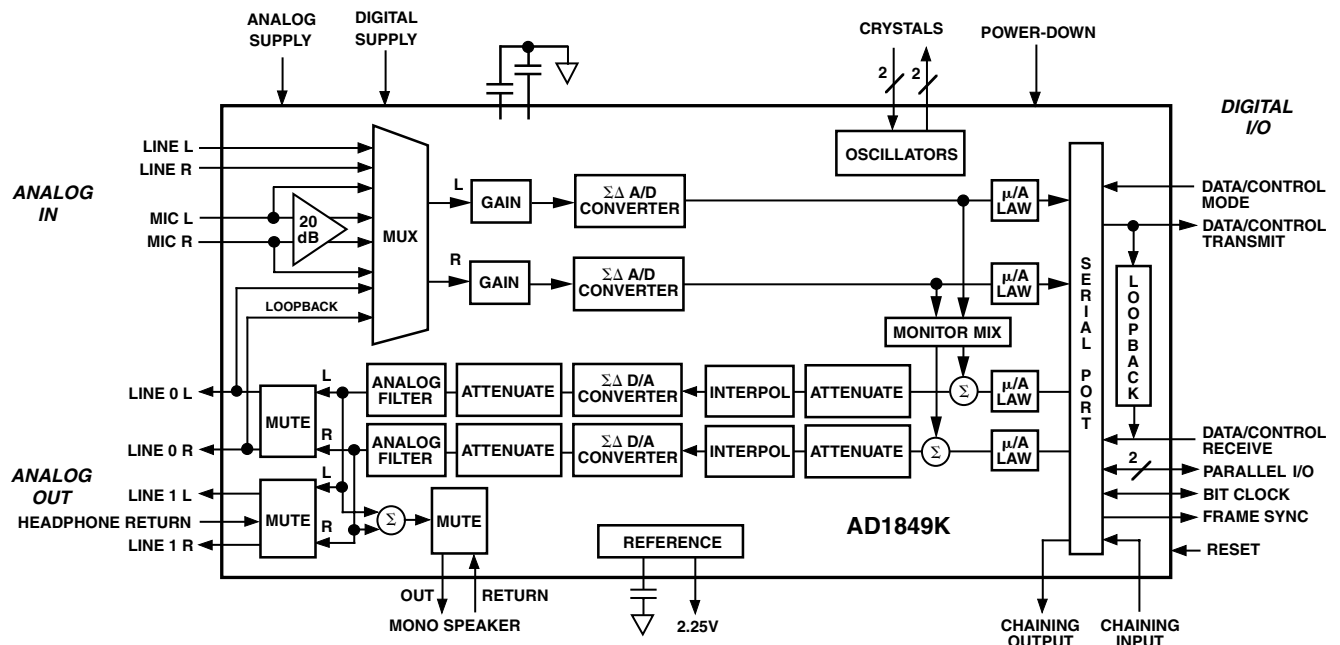 ANALOG
SUPPLY
DIGITAL
SUPPLY
CRYSTALS
POWER-DOWN
2
2
DIGITAL
I/O
ANALOG
IN
LINE L
LINE R
MIC L
MIC R
20
dB
MUX
LOOPBACK
L
R
GAIN
GAIN
ΣΔ A/D
CONVERTER
ΣΔ A/D
CONVERTER
OSCILLATORS
μ/A
LAW
μ/A
LAW
MONITOR MIX
SERIAL PORT
LOOPBACK
DATA/CONTROL
MODE
DATA/CONTROL
TRANSMIT
LINE 0 L
LINE 0 R
MUTE
L
R
ANALOG
FILTER
ATTENUATE
ΣΔ D/A
CONVERTER
INTERPOL
ATTENUATE
Σ
μ/A
LAW
ANALOG
FILTER
ATTENUATE
ΣΔ D/A
CONVERTER
INTERPOL
ATTENUATE
Σ
μ/A
LAW
DATA/CONTROL
RECEIVE
2
PARALLEL I/O
BIT CLOCK
FRAME SYNC
RESET
ANALOG
OUT
LINE 1 L
HEADPHONE RETURN
LINE 1 R
MUTE
L
R
Σ
MUTE
REFERENCE
AD1849K
OUT
RETURN
MONO SPEAKER
2.25V
CHAINING
OUTPUT
CHAINING
INPUT